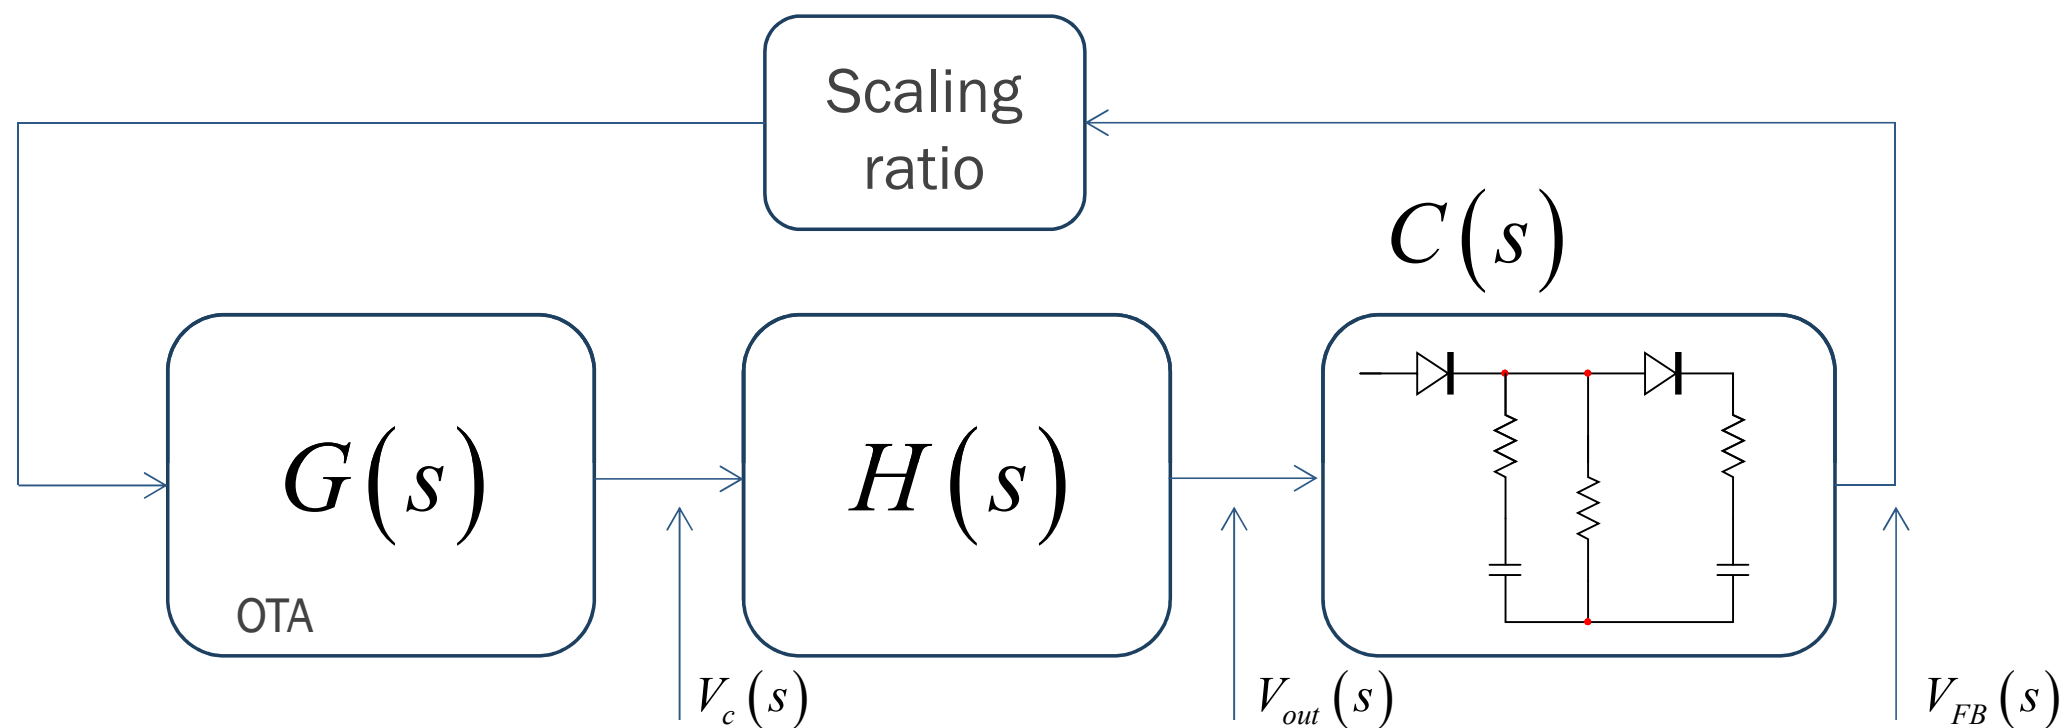 Scaling
ratio
C(s)
G(s)
OTA
H(s)
V_c(s)
V_out(s)
V_FB(s)